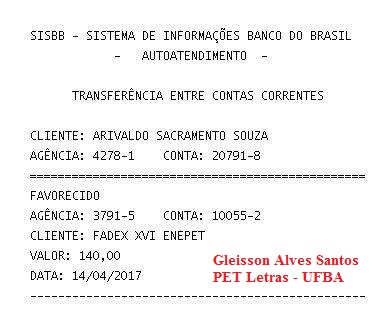 SISBB - SISTEMA DE INFORMAÇÕES BANCO DO BRASIL
- AUTOATENDIMENTO -
TRANSFERÊNCIA ENTRE CONTAS CORRENTES
CLIENTE: ARIVALDO SACRAMENTO SOUZA
AGÊNCIA: 4278-1 CONTA: 20791-8
================================================
FAVORECIDO
AGÊNCIA: 3791-5 CONTA: 10055-2
CLIENTE: FADEX XVI ENEPET
VALOR: 140,00
DATA: 14/04/2017
Gleisson Alves Santos
PET Letras - UFBA
------------------------------------------------